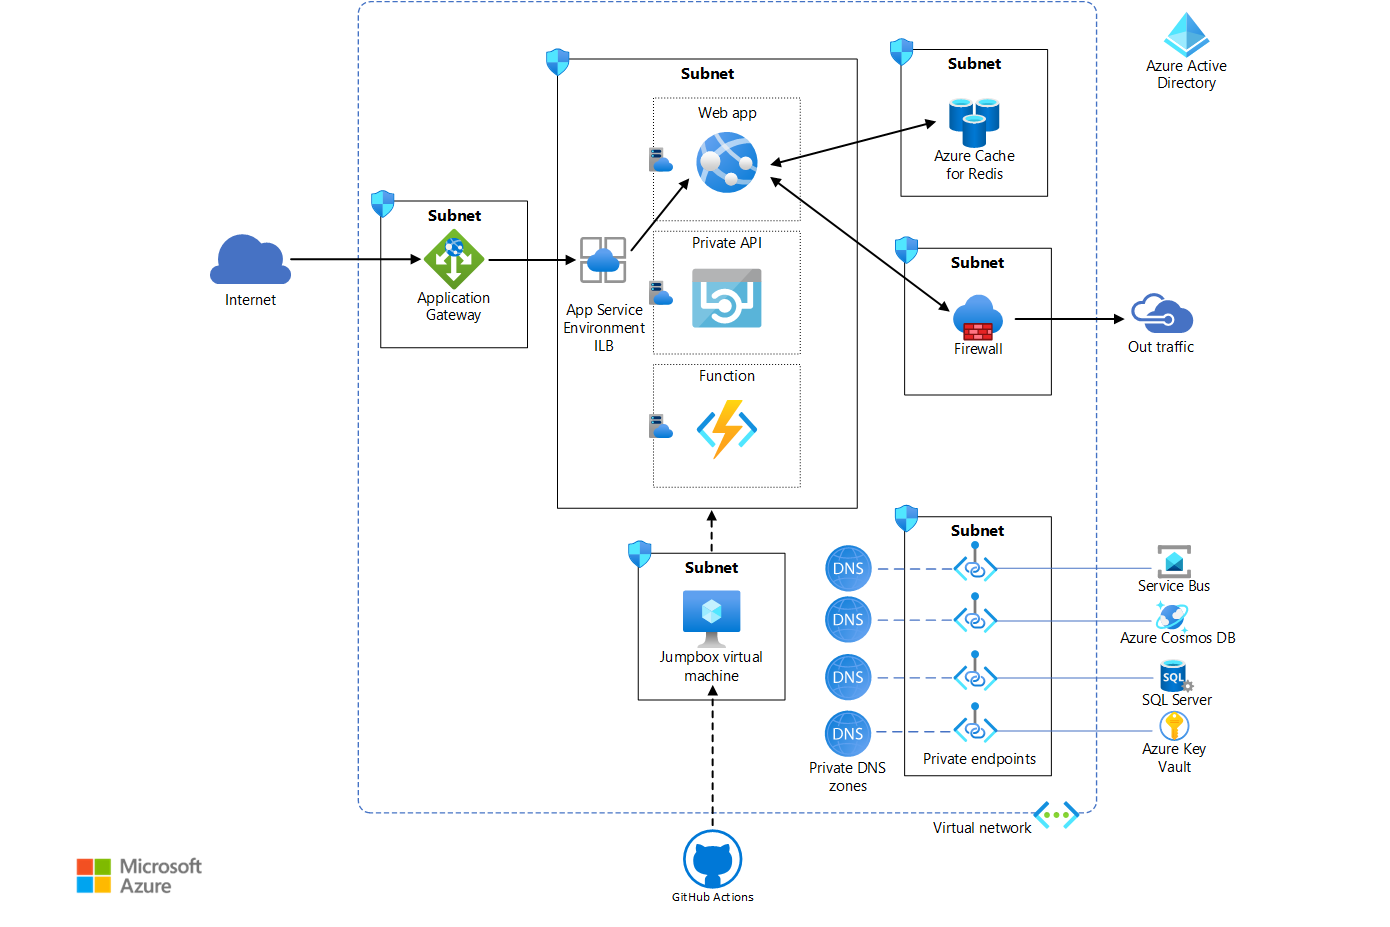 Azure Active
Directory
Subnet
Web app
Subnet
Azure Cache
for Redis
Subnet
Application
Gateway
Internet
App Service
Environment
ILB
Private API
Function
Subnet
Firewall
Out traffic
Subnet
Jumpbox virtual
machine
Subnet
DNS
DNS
DNS
DNS
Private DNS
zones
Private endpoints
Service Bus
Azure Cosmos DB
SQL
SQL Server
Azure Key
Vault
Virtual network
GitHub Actions
Microsoft
Azure